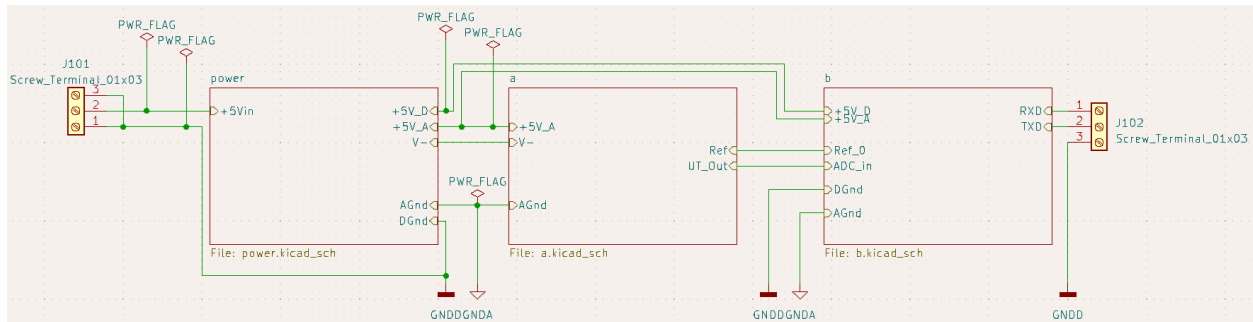 PWR_FLAG
PWR_FLAG
PWR_FLAG
PWR_FLAG
J101
Screw_Terminal_01x03
3
2
1
power
+5Vin
+5V_D
+5V_A
V-
AGnd
DGnd
File: power.kicad_sch
PWR_FLAG
a
+5V_A
V-
AGnd
Ref
UT_Out
File: a.kicad_sch
b
+5V_D
+5V_A
Ref_0
ADC_in
DGnd
AGnd
RXD
TXD
File: b.kicad_sch
1
2
3
J102
Screw_Terminal_01x03
GNDDGNDA
GNDDGNDA
GNDD